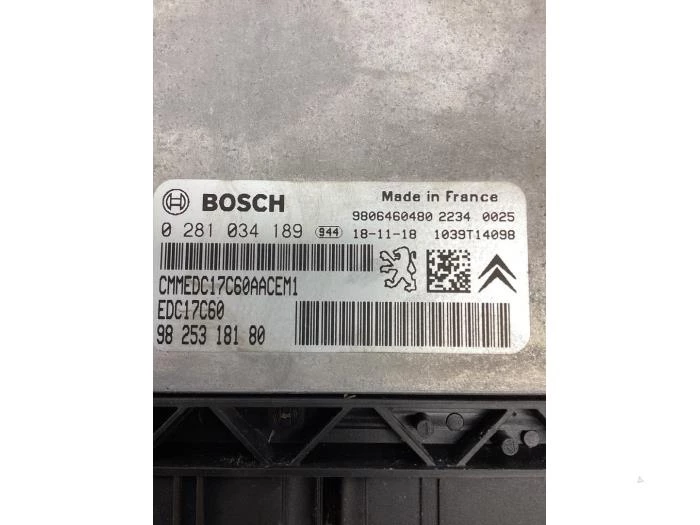 BOSCH
Made in France
9806460480 2234 0025
0 281 034 189 944 18-11-18 1039T14098
CMMEDC17C60AACEM1
EDC17C60
98 253 181 80